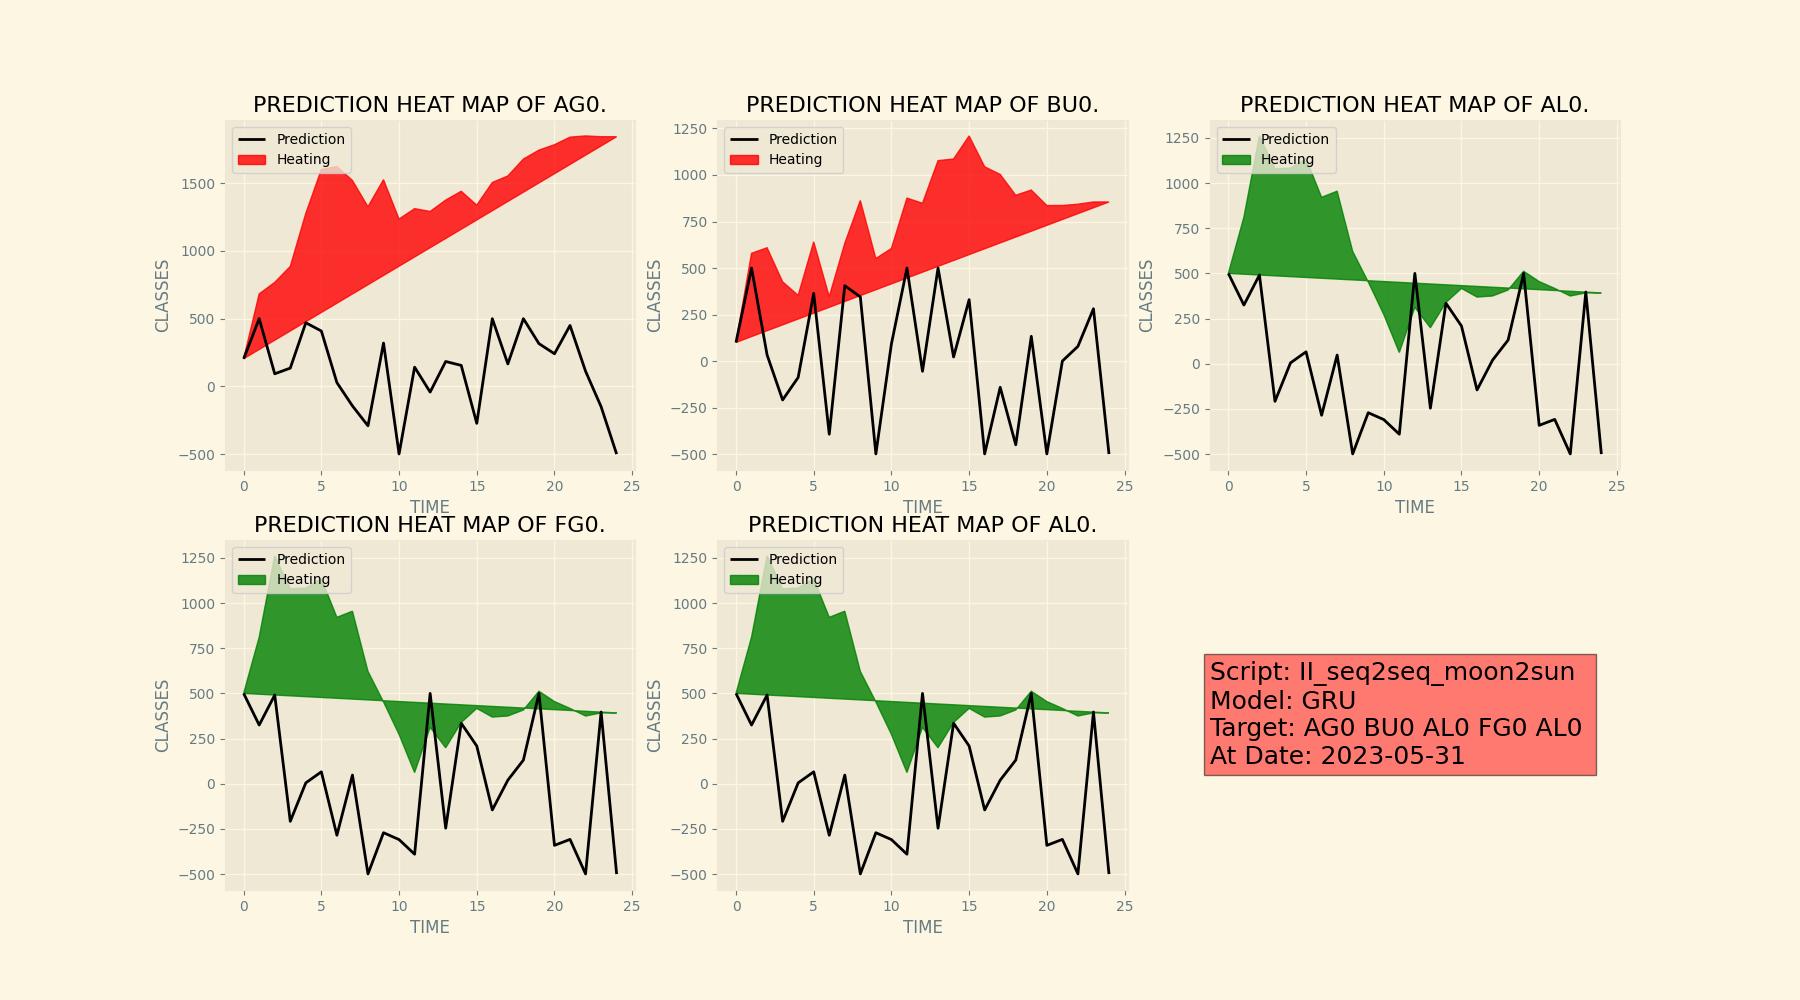 PREDICTION HEAT MAP OF AG0.
Prediction
Heating
CLASSES
1500
1000
500
0
−500
0 5 10 15 20 25
TIME
PREDICTION HEAT MAP OF BU0.
Prediction
Heating
CLASSES
1250
1000
750
500
250
0
−250
−500
0 5 10 15 20 25
TIME
PREDICTION HEAT MAP OF AL0.
Prediction
Heating
CLASSES
1250
1000
750
500
250
0
−250
−500
0 5 10 15 20 25
TIME
PREDICTION HEAT MAP OF FG0.
Prediction
Heating
CLASSES
1250
1000
750
500
250
0
−250
−500
0 5 10 15 20 25
TIME
PREDICTION HEAT MAP OF AL0.
Prediction
Heating
CLASSES
1250
1000
750
500
250
0
−250
−500
0 5 10 15 20 25
TIME
Script: II_seq2seq_moon2sun
Model: GRU
Target: AG0 BU0 AL0 FG0 AL0
At Date: 2023-05-31